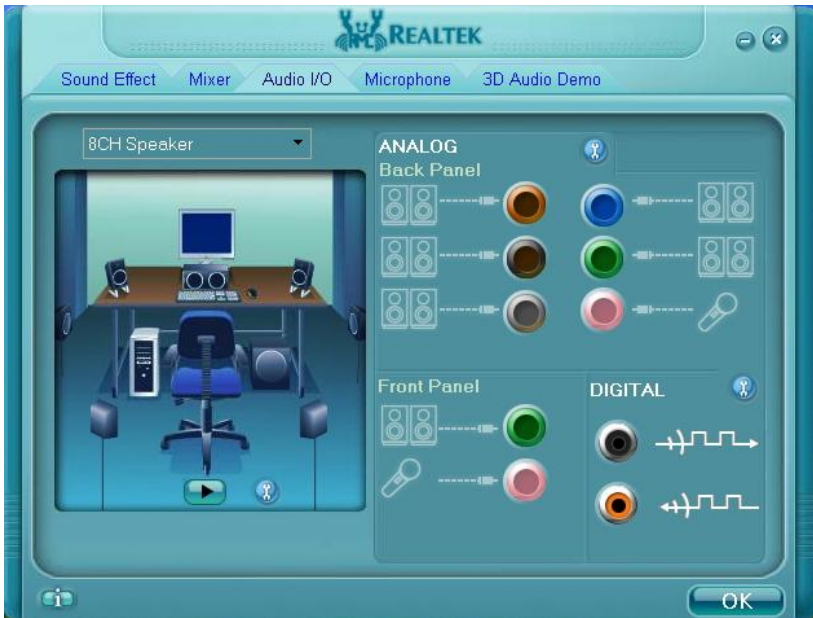 REALTEK
Sound Effect Mixer Audio I/O Microphone 3D Audio Demo
8CH Speaker
ANALOG
Back Panel
Front Panel
DIGITAL
OK